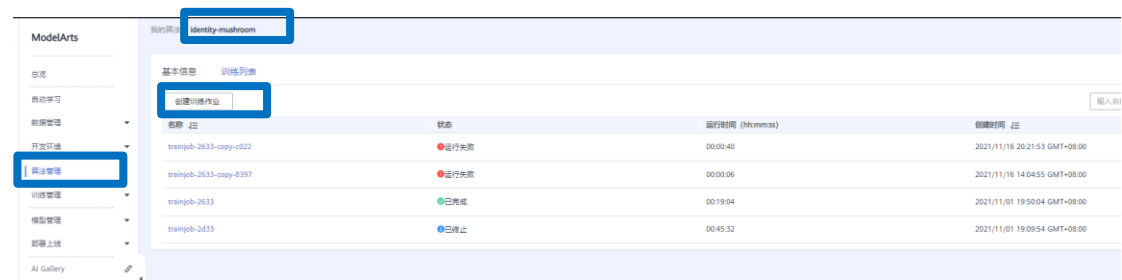 ModelArts
总览
自动学习
数据管理
开发环境
算法管理
训练管理
模型管理
部署上线
AI Gallery
我的算法 identity-mushroom
基本信息 训练列表
创建训练作业
输入名
名称 状态 运行时间 (hh:mm:ss) 创建时间
trainjob-2633-copy-c022 运行失败 00:00:40 2021/11/16 20:21:53 GMT+08:00
trainjob-2633-copy-8397 运行失败 00:00:06 2021/11/16 14:04:55 GMT+08:00
trainjob-2633 已完成 00:19:04 2021/11/01 19:50:04 GMT+08:00
trainjob-2d33 已终止 00:45:32 2021/11/01 19:09:54 GMT+08:00